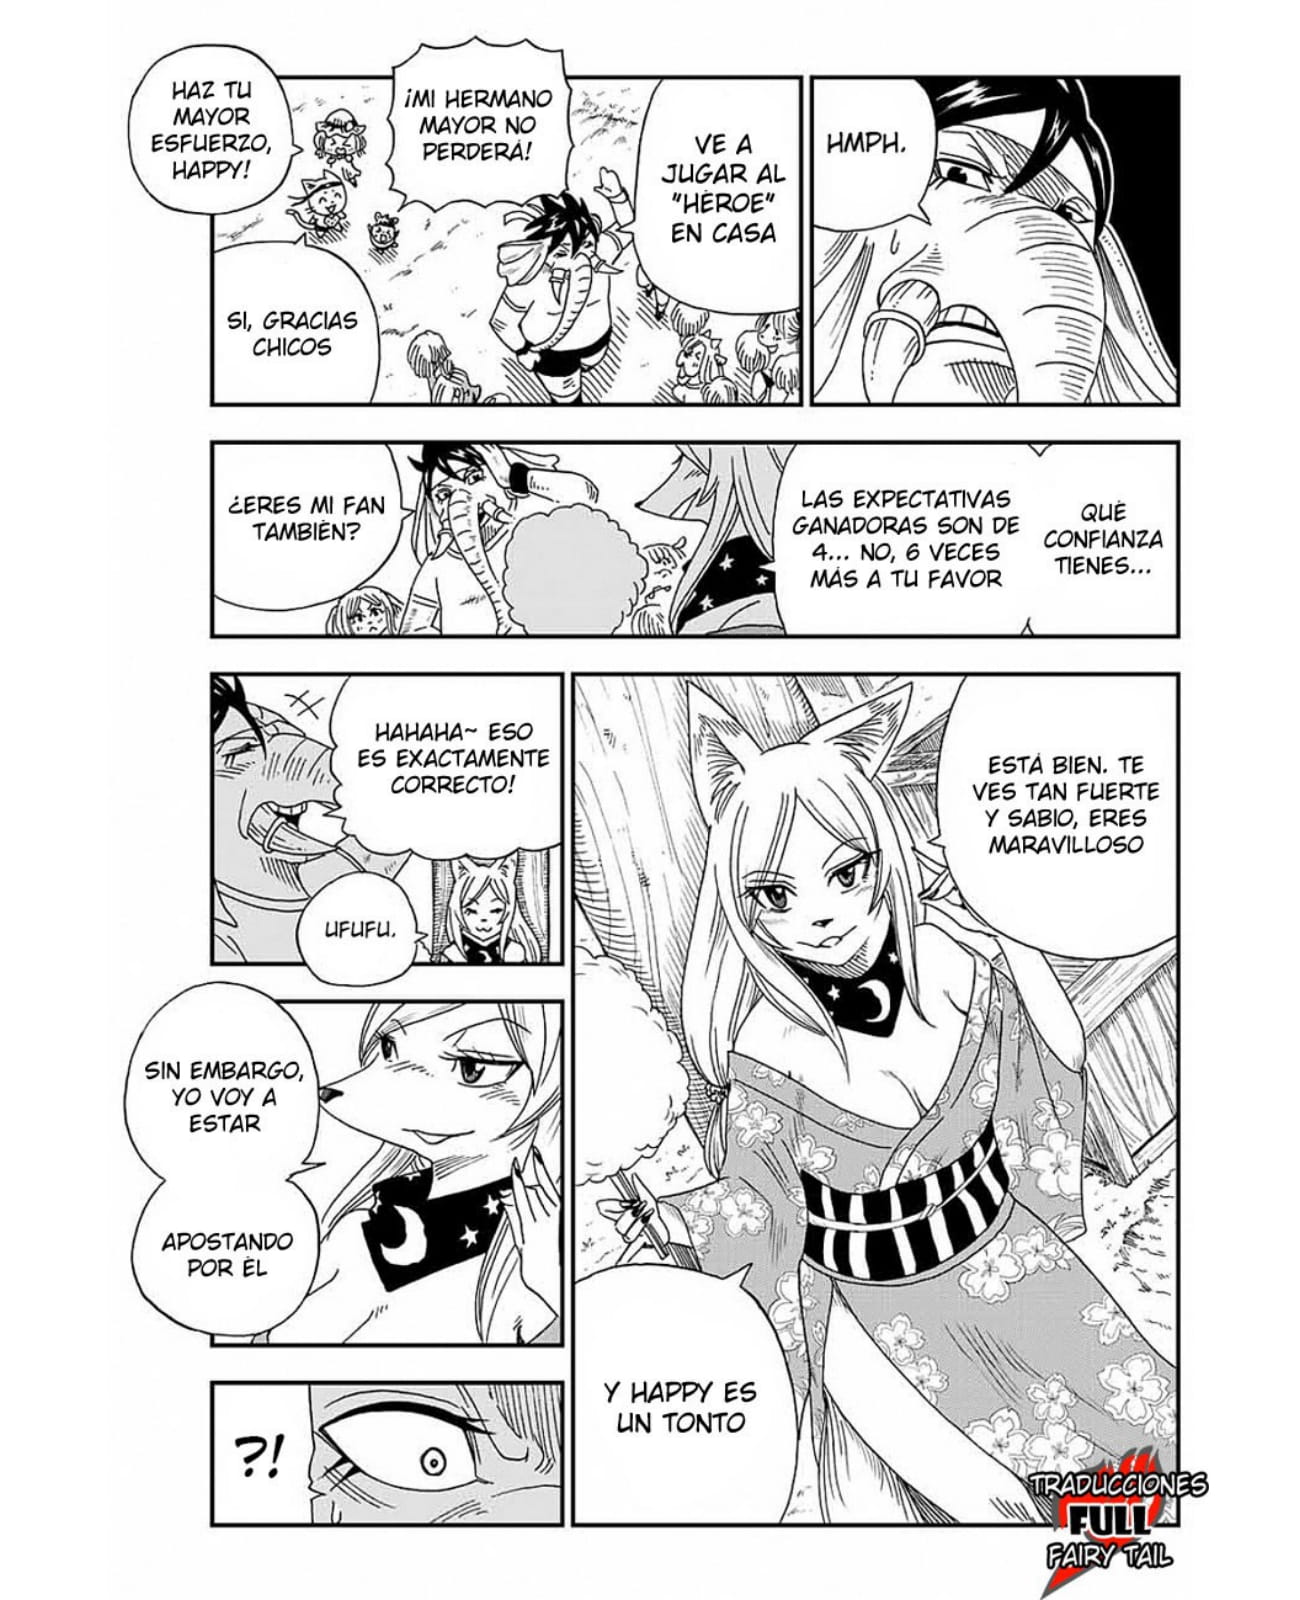 HMPH.
VE A
JUGAR AL
"HÉROE"
EN CASA
¡MI HERMANO
MAYOR NO
PERDERÁ!
HAZ TU
MAYOR
ESFUERZO,
HAPPY!
SI, GRACIAS
CHICOS
QUÉ
CONFIANZA
TIENES...
LAS EXPECTATIVAS
GANADORAS SON DE
4... NO, 6 VECES
MÁS A TU FAVOR
¿ERES MI FAN
TAMBIÉN?
ESTÁ BIEN. TE
VES TAN FUERTE
Y SABIO, ERES
MARAVILLOSO
Y HAPPY ES
UN TONTO
HAHAHA~ ESO
ES EXACTAMENTE
CORRECTO!
UFUFU.
SIN EMBARGO,
YO VOY A
ESTAR
APOSTANDO
POR ÉL
?!
TRADUCCIONES
FULL
FAIRY TAIL